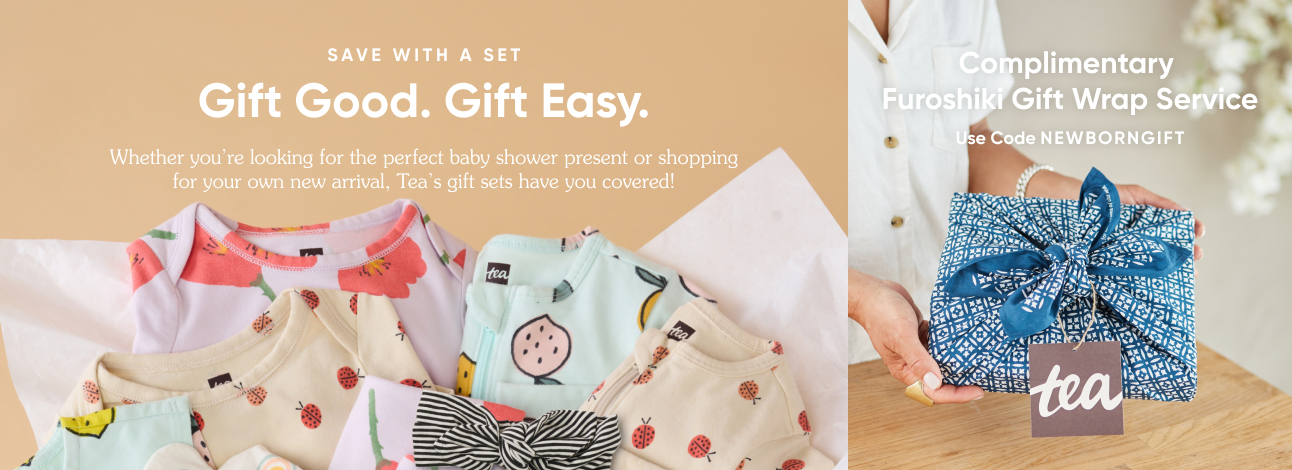 SAVE WITH A SET
Gift Good. Gift Easy.
Whether you're looking for the perfect baby shower present or shopping
for your own new arrival, Tea's gift sets have you covered!
tea
tea
tea
tea
Complimentary
Furoshiki Gift Wrap Service
Use Code NEWBORNGIFT
tea